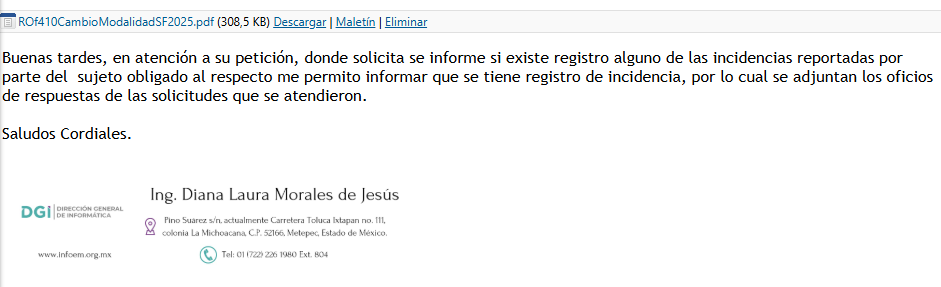 ROf410CambioModalidadSF2025.pdf (308,5 KB) Descargar | Maletín | Eliminar
Buenas tardes, en atención a su petición, donde solicita se informe si existe registro alguno de las incidencias reportadas por
parte del sujeto obligado al respecto me permito informar que se tiene registro de incidencia, por lo cual se adjuntan los oficios
de respuestas de las solicitudes que se atendieron.
Saludos Cordiales.
Ing. Diana Laura Morales de Jesús
DGI DIRECCIÓN GENERAL
DE INFORMÁTICA
Pino Suárez s/n, actualmente Carretera Toluca Ixtapan no. 111,
colonia La Michoacana, C.P. 52166, Metepec, Estado de México.
www.infoem.org.mx
Tel: 01 (722) 226 1980 Ext. 804